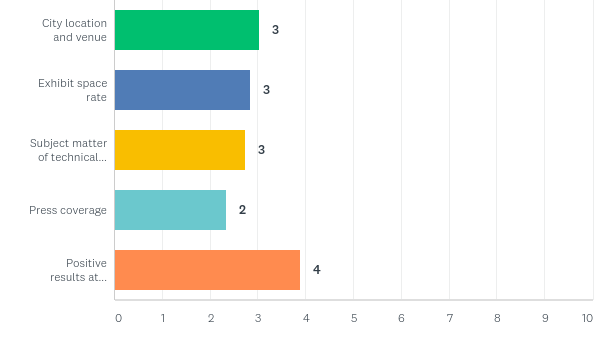 City location
and venue
3
Exhibit space
rate
3
Subject matter
of technical...
3
Press coverage
2
Positive
results at...
4
0 1 2 3 4 5 6 7 8 9 10